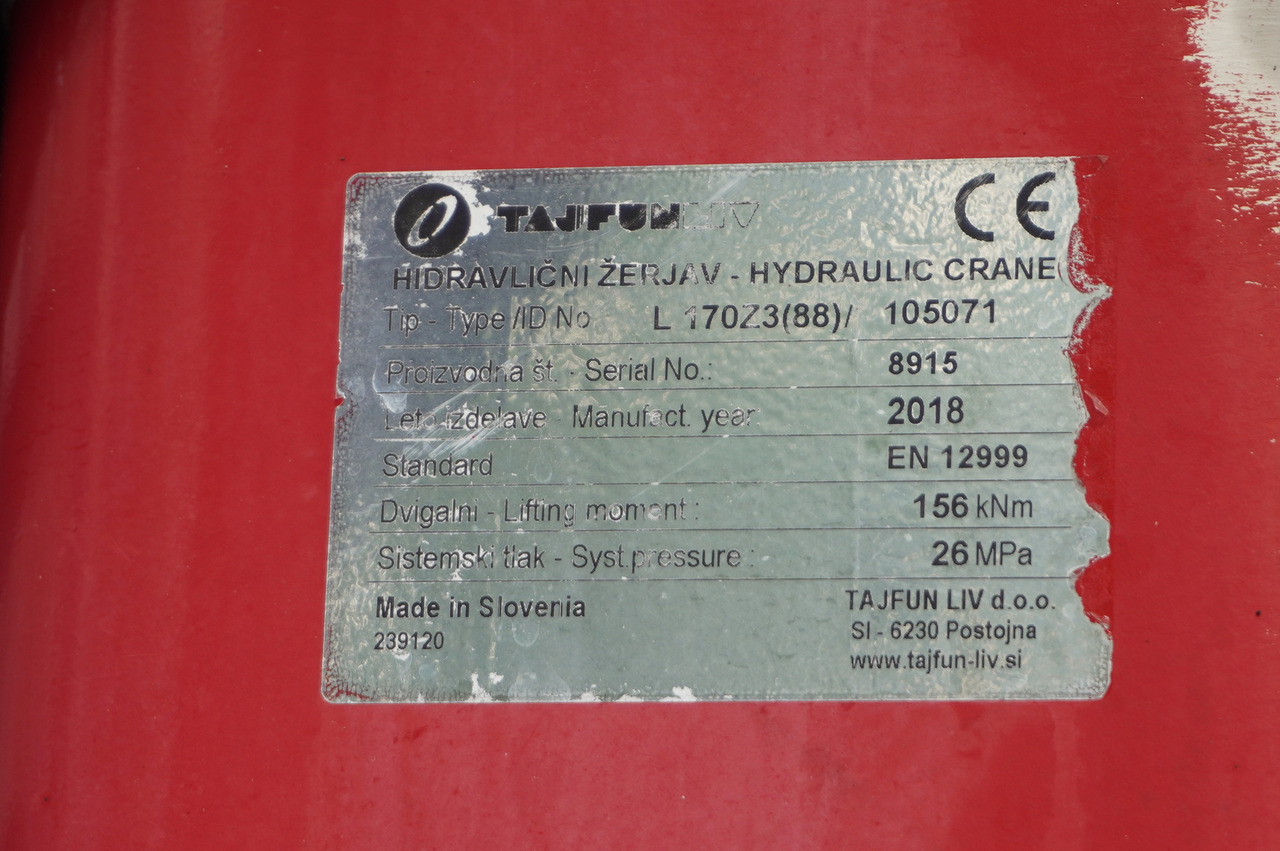 TAJFUN LIV CE
HIDRAVLIČNI ŽERJAV - HYDRAULIC CRANE
Tip - Type /ID No L 170Z3(88)/ 105071
Proizvodna št. - Serial No.: 8915
Leto izdelave - Manufact. year: 2018
Standard EN 12999
Dvigalni - Lifting moment : 156 kNm
Sistemski tlak - Syst.pressure : 26 MPa
Made in Slovenia TAJFUN LIV d.o.o.
239120 SI - 6230 Postojna
www.tajfun-liv.si